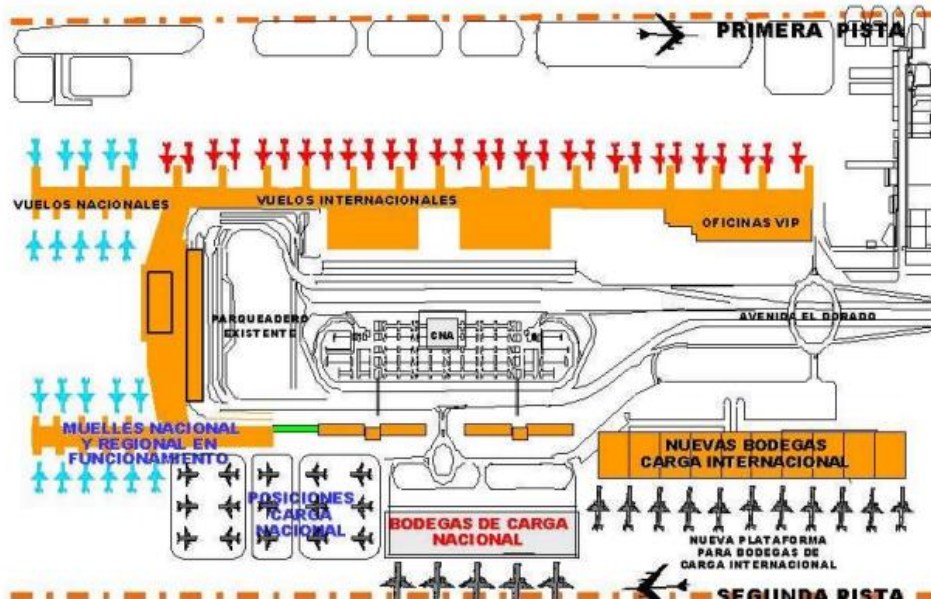 PRIMERA PISTA
VUELOS NACIONALES
VUELOS INTERNACIONALES
OFICINAS VIP
PARQUEADERO
EXISTENTE
CNA
AVENIDA EL DORADO
MUELLES NACIONAL
Y REGIONAL EN
FUNCIONAMIENTO
NUEVAS BODEGAS
CARGA INTERNACIONAL
POSICIONES
CARGA
NACIONAL
BODEGAS DE CARGA
NACIONAL
NUEVA PLATAFORMA
PARA BODEGAS DE
CARGA INTERNACIONAL
SEGUNDA PISTA